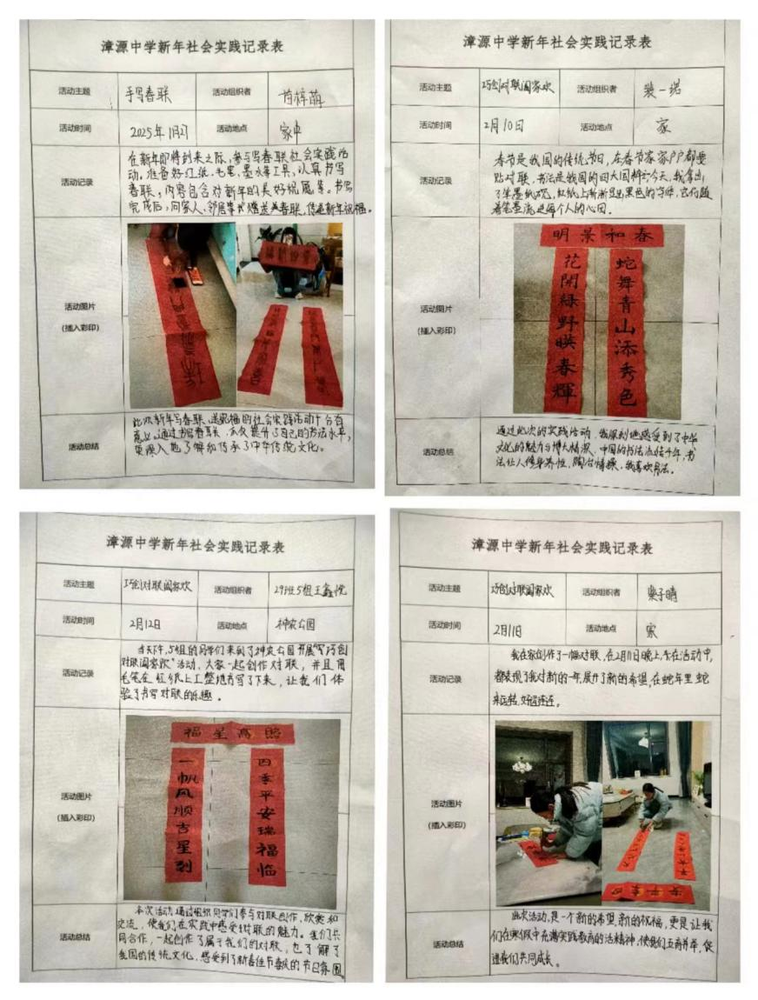 漳源中学新年社会实践记录表
活动主题 手写春联 活动组织者
活动时间 2025年1月27 活动地点 家中
在新年即将到来之际,参与写春联社会实践活
动。准备好红纸、毛笔、墨水等工具,认真书写
活动记录
春联,内容包含对新年的美好祝愿等。书写
完成后,向家人、邻居赠送春联,传递新年祝福。
活动图片
(插入彩印)
此次新年写春联、送祝福的社会实践活动十分有
意义。通过书写春联,不仅提升了自己的书法水平,
活动总结
更深入地了解和传承了中华传统文化。
漳源中学新年社会实践记录表
活动主题 巧创对联阖家欢 活动组织者 裴一诺
活动时间 2月10日 活动地点 家
春节是我国的传统节日,在春节家家户户都要
贴对联,书法是我国的四大国粹,今天,我拿出
活动记录
了笔墨纸砚,红纸上渐渐显出黑色的字体,它们随
着笔墨流进每个人的心田。
明景和春
花開緑野暎春輝
蛇舞青山添秀色
活动图片
(插入彩印)
通过此次的实践活动,我深刻地感受到了中华
文化的魅力与博大精深、中国的书法流传千年,书
活动总结
法让人修身养性,陶冶情操,我喜欢书法。
漳源中学新年社会实践记录表
活动主题 巧创对联阖家欢 活动组织者 291班5组王鑫悦
活动时间 2月12日 活动地点 神农公园
当天下午,5组的同学们来到了神农公园开展"写巧创
对联阖家欢"活动、大家一起创作对联,并且用
活动记录
毛笔在红纸上工整地书写了下来,让我们体
验了书写对联的乐趣。
福星高照
一帆风顺吉星到
四季平安瑞福临
活动图片
(插入彩印)
本次活动,通过组织同学们参与对联创作,欣赏和
交流,使我们在实践中感受到对联的魅力。我们共
活动总结
同合作,一起创作了属于我们的对联,也了解了
我国的传统文化,感受到了新春佳节喜庆的节日氛围。
漳源中学新年社会实践记录表
活动主题 巧创对联阖家欢 活动组织者 栗子晴
活动时间 2月11日 活动地点 家
我在家创作了一幅对联,在2月11日晚上,在活动中,
活动记录
都表现了我对新的一年,展开了新的希望,在蛇年里蛇
来运转,好运连连。
活动图片
(插入彩印)
此次活动,是一个新的希望,新的祝福,更是让我
活动总结
们在寒假中充满实践教育的活精神,使我们五育并举,促
进我们共同成长。